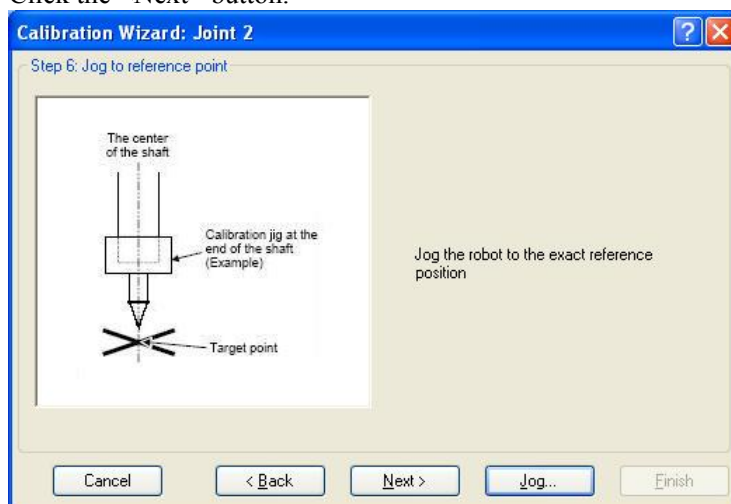 Click the "Next" button.
Calibration Wizard: Joint 2
Step 6: Jog to reference point
The center
of the shaft
Calibration jig at the
end of the shaft
(Example)
Jog the robot to the exact reference
position
Target point
Cancel
< Back
Next >
Jog...
Finish